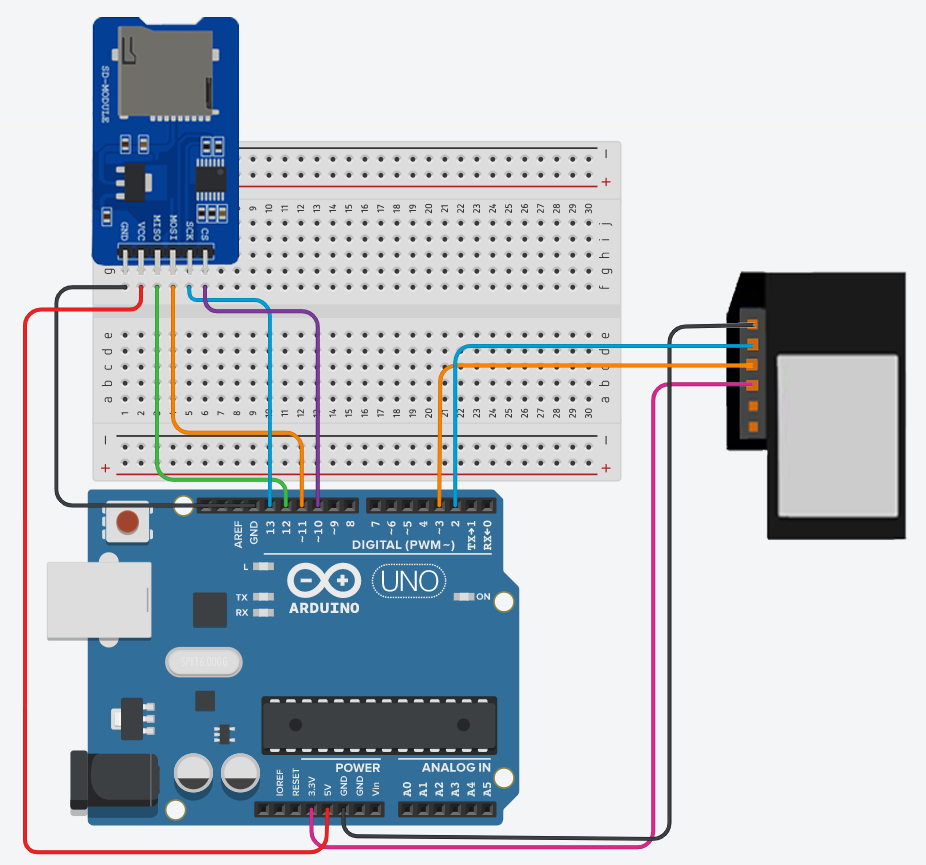 SD-MODULE
GND VCC MISO MOSI SCK CS
−
+
9 10 11 12 13 14 15 16 17 18 19 20 21 22 23 24 25 26 27 28 29 30
j
i
h
g g
f
e e
d d
c c
b b
a a
1 2 3 4 5 6 7 8 9 10 11 12 13 14 15 16 17 18 19 20 21 22 23 24 25 26 27 28 29 30
− −
+ +
AREF GND 13 12 ~11 ~10 ~9 8 7 ~6 ~5 4 ~3 2 TX→1 RX←0
DIGITAL (PWM~)
L
TX
RX
ARDUINO
UNO
ON
POWER
ANALOG IN
IOREF RESET 3.3V 5V GND GND Vin A0 A1 A2 A3 A4 A5